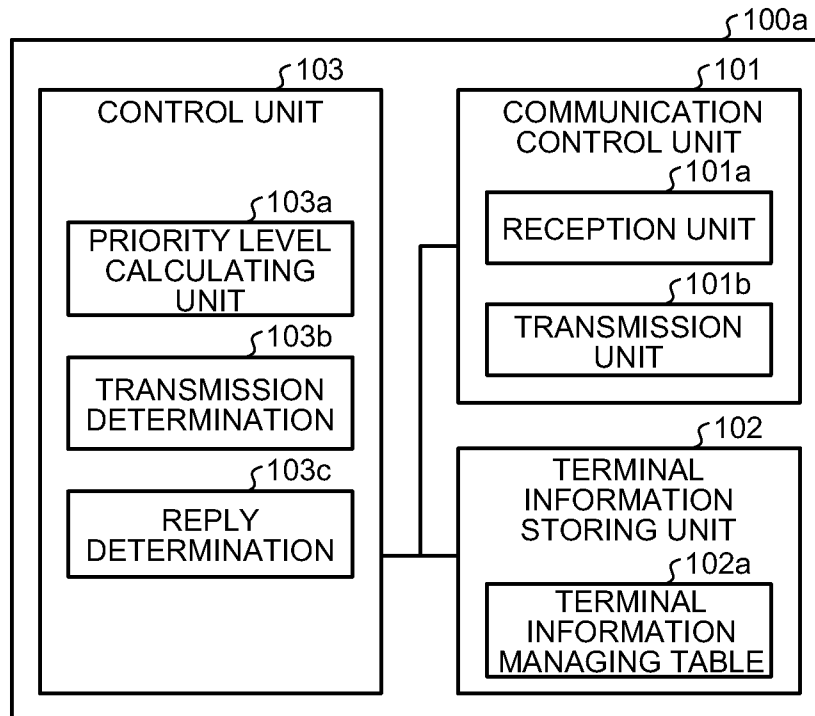 100a
103
CONTROL UNIT
103a
PRIORITY LEVEL
CALCULATING
UNIT
103b
TRANSMISSION
DETERMINATION
103c
REPLY
DETERMINATION
101
COMMUNICATION
CONTROL UNIT
101a
RECEPTION UNIT
101b
TRANSMISSION
UNIT
102
TERMINAL
INFORMATION
STORING UNIT
102a
TERMINAL
INFORMATION
MANAGING TABLE